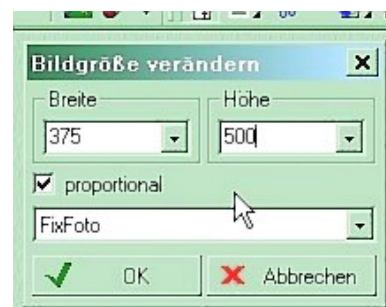 Bildgröße verändern
Breite
Höhe
375
500
proportional
FixFoto
OK
Abbrechen